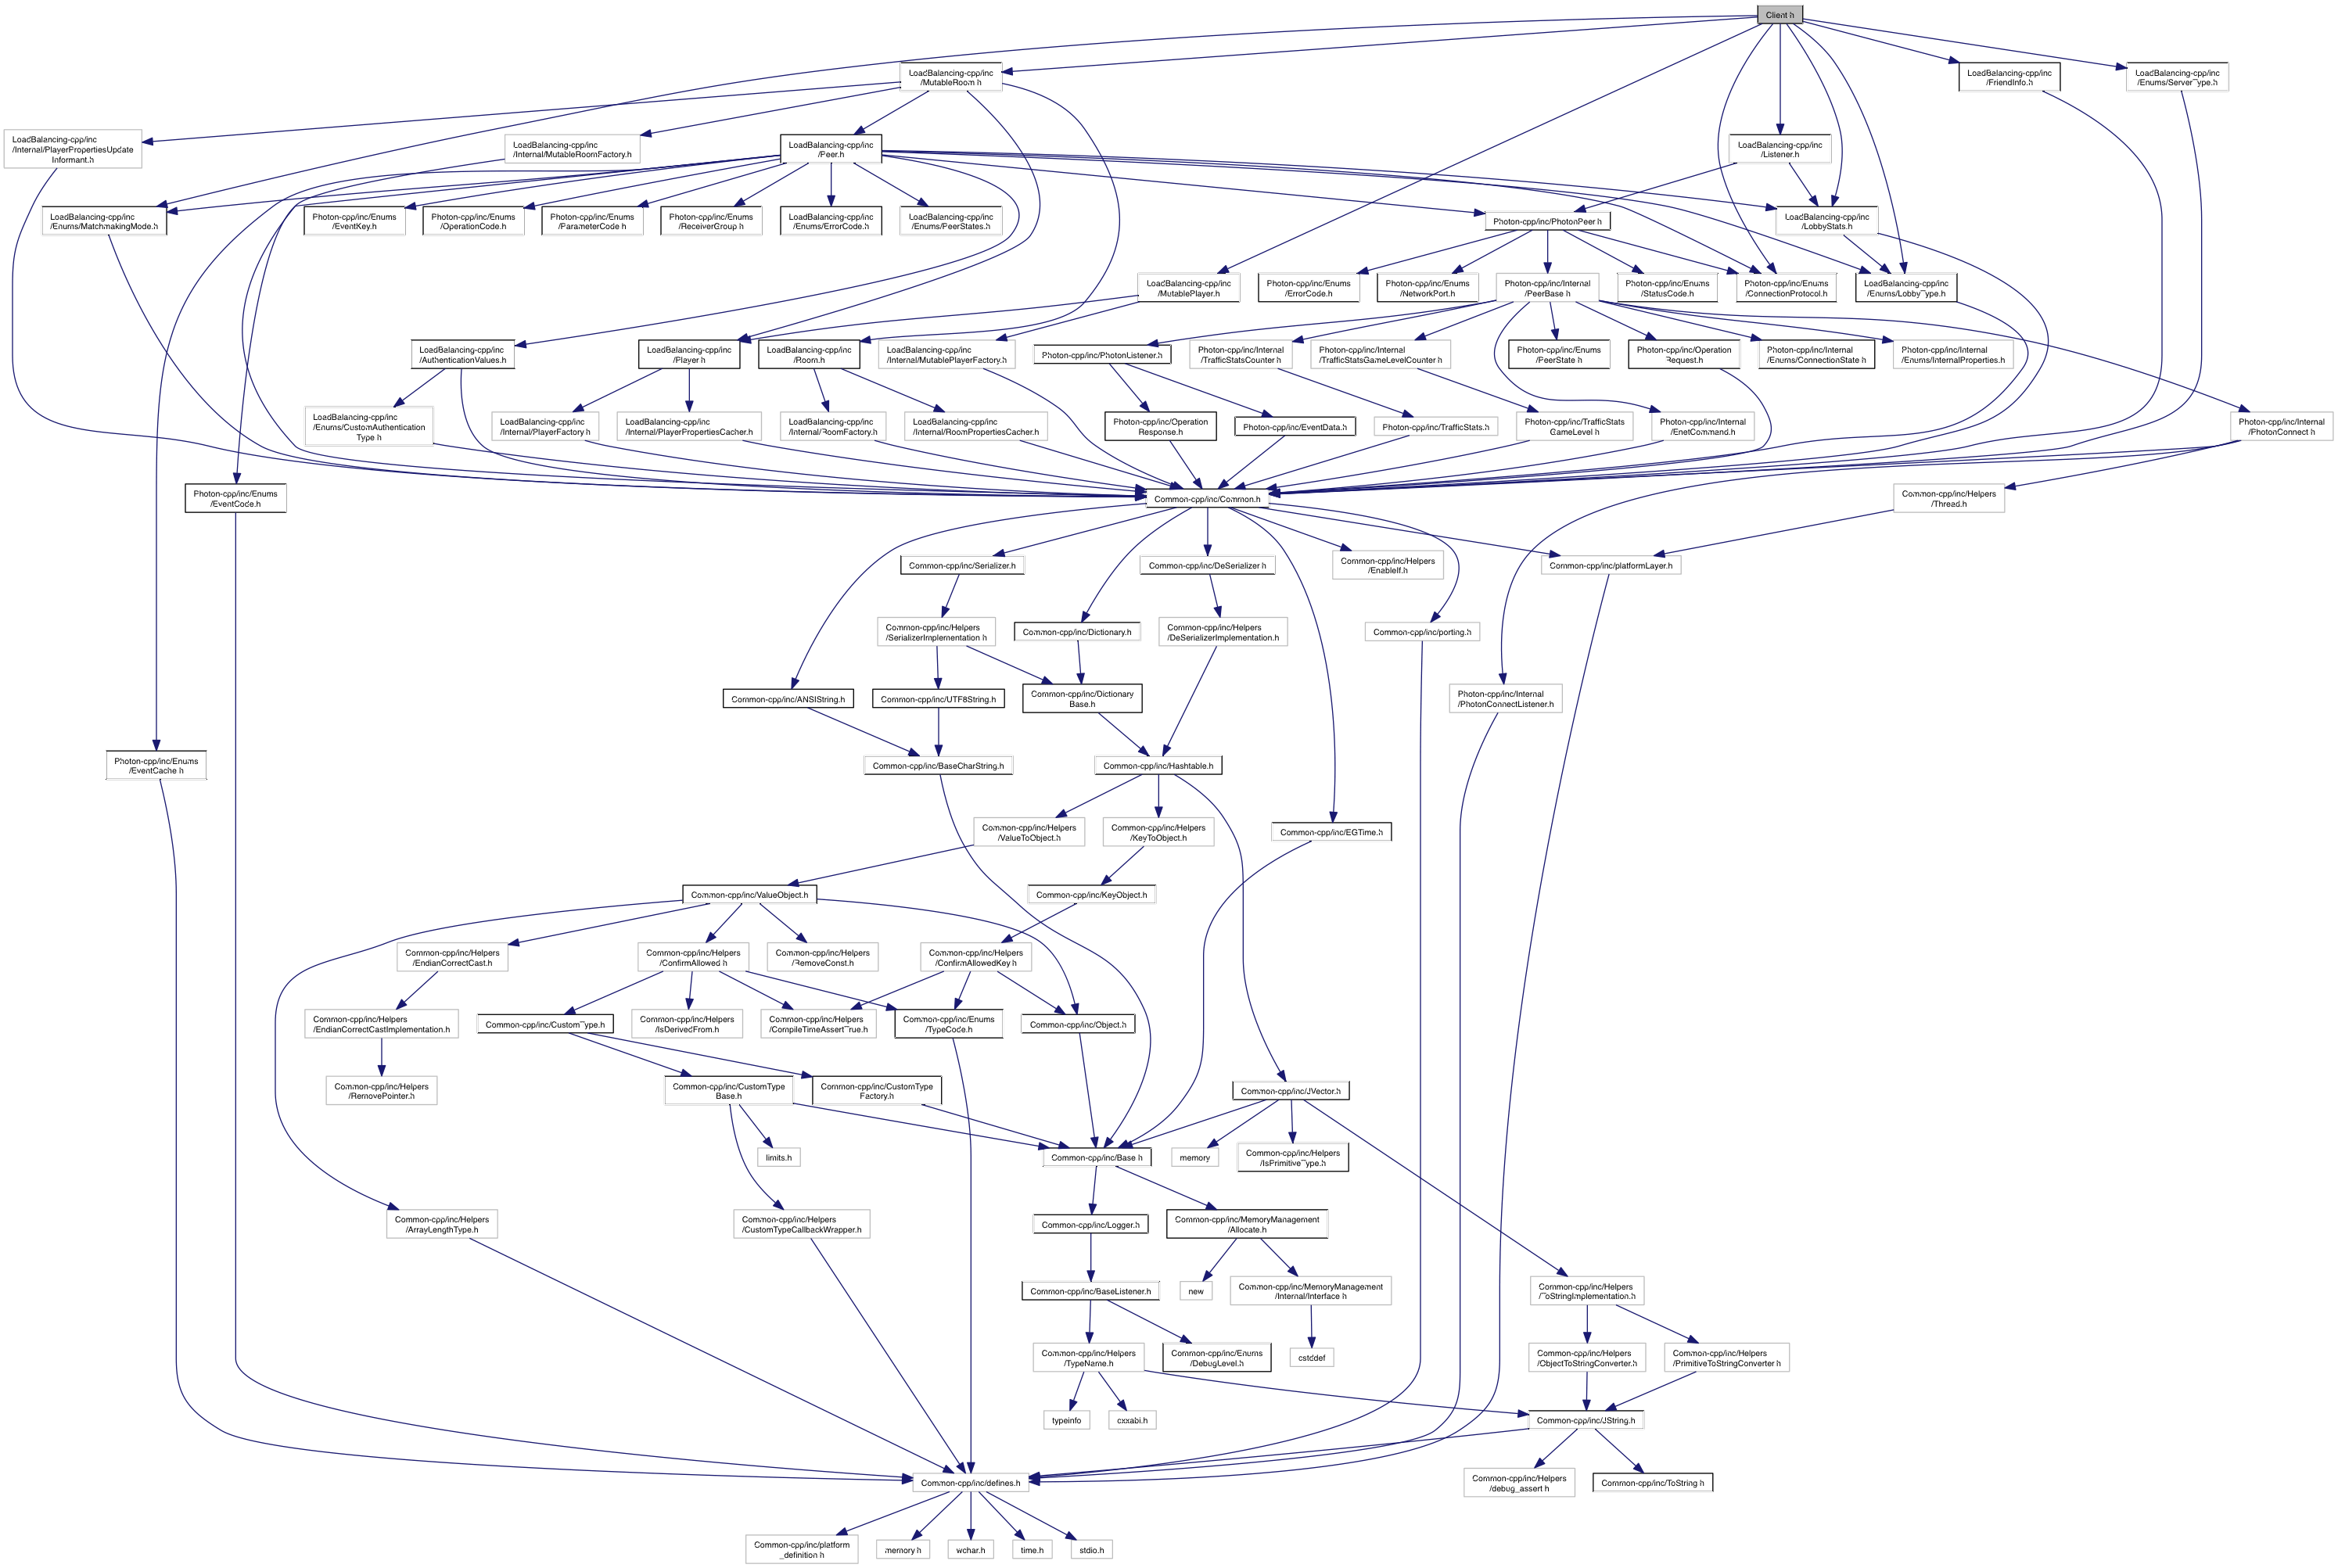 Client.h
LoadBalancing-cpp/inc
/MutableRoom.h
LoadBalancing-cpp/inc
/FriendInfo.h
LoadBalancing-cpp/inc
/Enums/ServerType.h
LoadBalancing-cpp/inc
/Internal/PlayerPropertiesUpdate
Informant.h
LoadBalancing-cpp/inc
/Internal/MutableRoomFactory.h
LoadBalancing-cpp/inc
/Peer.h
LoadBalancing-cpp/inc
/Listener.h
LoadBalancing-cpp/inc
/Enums/MatchmakingMode.h
Photon-cpp/inc/Enums
/EventKey.h
Photon-cpp/inc/Enums
/OperationCode.h
Photon-cpp/inc/Enums
/ParameterCode.h
Photon-cpp/inc/Enums
/ReceiverGroup.h
LoadBalancing-cpp/inc
/Enums/ErrorCode.h
LoadBalancing-cpp/inc
/Enums/PeerStates.h
Photon-cpp/inc/PhotonPeer.h
LoadBalancing-cpp/inc
/LobbyStats.h
LoadBalancing-cpp/inc
/MutablePlayer.h
Photon-cpp/inc/Enums
/ErrorCode.h
Photon-cpp/inc/Enums
/NetworkPort.h
Photon-cpp/inc/Internal
/PeerBase.h
Photon-cpp/inc/Enums
/StatusCode.h
Photon-cpp/inc/Enums
/ConnectionProtocol.h
LoadBalancing-cpp/inc
/Enums/LobbyType.h
LoadBalancing-cpp/inc
/AuthenticationValues.h
LoadBalancing-cpp/inc
/Player.h
LoadBalancing-cpp/inc
/Room.h
LoadBalancing-cpp/inc
/Internal/MutablePlayerFactory.h
Photon-cpp/inc/PhotonListener.h
Photon-cpp/inc/Internal
/TrafficStatsCounter.h
Photon-cpp/inc/Internal
/TrafficStatsGameLevelCounter.h
Photon-cpp/inc/Enums
/PeerState.h
Photon-cpp/inc/Operation
Request.h
Photon-cpp/inc/Internal
/Enums/ConnectionState.h
Photon-cpp/inc/Internal
/Enums/InternalProperties.h
LoadBalancing-cpp/inc
/Enums/CustomAuthentication
Type.h
LoadBalancing-cpp/inc
/Internal/PlayerFactory.h
LoadBalancing-cpp/inc
/Internal/PlayerPropertiesCacher.h
LoadBalancing-cpp/inc
/Internal/RoomFactory.h
LoadBalancing-cpp/inc
/Internal/RoomPropertiesCacher.h
Photon-cpp/inc/Operation
Response.h
Photon-cpp/inc/EventData.h
Photon-cpp/inc/TrafficStats.h
Photon-cpp/inc/TrafficStats
GameLevel.h
Photon-cpp/inc/Internal
/EnetCommand.h
Photon-cpp/inc/Internal
/PhotonConnect.h
Photon-cpp/inc/Enums
/EventCode.h
Common-cpp/inc/Common.h
Common-cpp/inc/Helpers
/Thread.h
Common-cpp/inc/Serializer.h
Common-cpp/inc/DeSerializer.h
Common-cpp/inc/Helpers
/EnableIf.h
Common-cpp/inc/platformLayer.h
Common-cpp/inc/Helpers
/SerializerImplementation.h
Common-cpp/inc/Dictionary.h
Common-cpp/inc/Helpers
/DeSerializerImplementation.h
Common-cpp/inc/porting.h
Common-cpp/inc/ANSIString.h
Common-cpp/inc/UTF8String.h
Common-cpp/inc/Dictionary
Base.h
Photon-cpp/inc/Internal
/PhotonConnectListener.h
Photon-cpp/inc/Enums
/EventCache.h
Common-cpp/inc/BaseCharString.h
Common-cpp/inc/Hashtable.h
Common-cpp/inc/Helpers
/ValueToObject.h
Common-cpp/inc/Helpers
/KeyToObject.h
Common-cpp/inc/EGTime.h
Common-cpp/inc/ValueObject.h
Common-cpp/inc/KeyObject.h
Common-cpp/inc/Helpers
/EndianCorrectCast.h
Common-cpp/inc/Helpers
/ConfirmAllowed.h
Common-cpp/inc/Helpers
/RemoveConst.h
Common-cpp/inc/Helpers
/ConfirmAllowedKey.h
Common-cpp/inc/Helpers
/EndianCorrectCastImplementation.h
Common-cpp/inc/CustomType.h
Common-cpp/inc/Helpers
/IsDerivedFrom.h
Common-cpp/inc/Helpers
/CompileTimeAssertTrue.h
Common-cpp/inc/Enums
/TypeCode.h
Common-cpp/inc/Object.h
Common-cpp/inc/Helpers
/RemovePointer.h
Common-cpp/inc/CustomType
Base.h
Common-cpp/inc/CustomType
Factory.h
Common-cpp/inc/JVector.h
limits.h
Common-cpp/inc/Base.h
memory
Common-cpp/inc/Helpers
/IsPrimitiveType.h
Common-cpp/inc/Helpers
/ArrayLengthType.h
Common-cpp/inc/Helpers
/CustomTypeCallbackWrapper.h
Common-cpp/inc/Logger.h
Common-cpp/inc/MemoryManagement
/Allocate.h
Common-cpp/inc/BaseListener.h
new
Common-cpp/inc/MemoryManagement
/Internal/Interface.h
Common-cpp/inc/Helpers
/ToStringImplementation.h
Common-cpp/inc/Helpers
/TypeName.h
Common-cpp/inc/Enums
/DebugLevel.h
cstddef
Common-cpp/inc/Helpers
/ObjectToStringConverter.h
Common-cpp/inc/Helpers
/PrimitiveToStringConverter.h
typeinfo
cxxabi.h
Common-cpp/inc/JString.h
Common-cpp/inc/defines.h
Common-cpp/inc/Helpers
/debug_assert.h
Common-cpp/inc/ToString.h
Common-cpp/inc/platform
_definition.h
memory.h
wchar.h
time.h
stdio.h